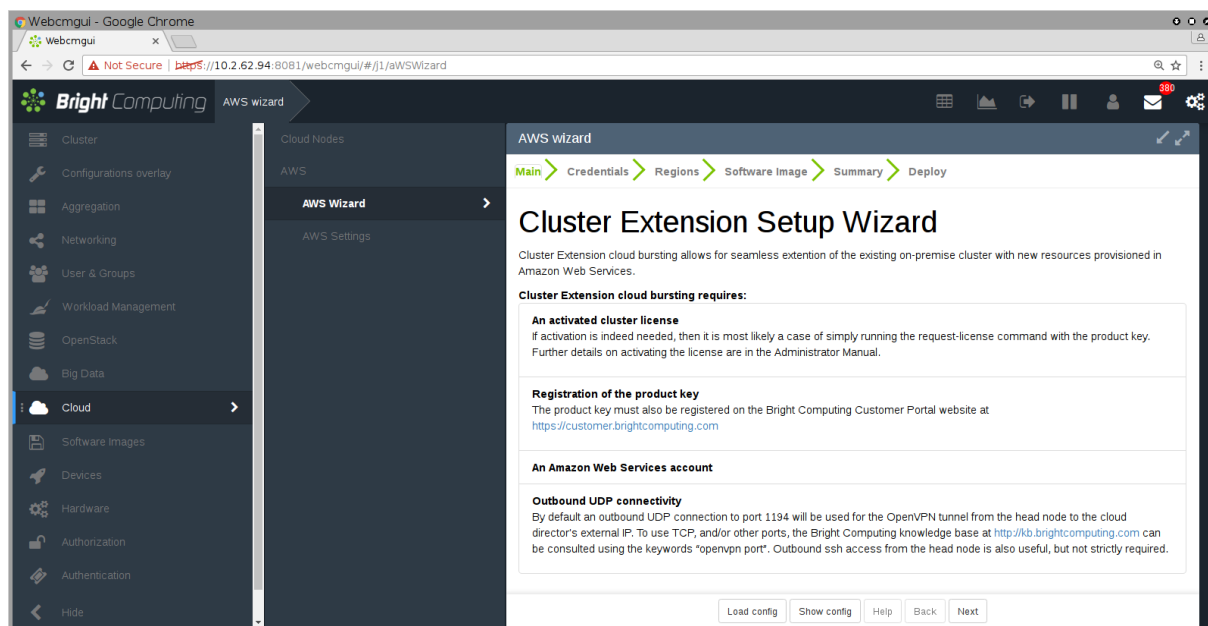 Webcmgui - Google Chrome
Webcmgui
Not Secure | https://10.2.62.94:8081/webcmgui/#/j1/aWSWizard
Bright Computing
AWS wizard
380
Cluster
Configurations overlay
Aggregation
Networking
User & Groups
Workload Management
OpenStack
Big Data
Cloud
Software Images
Devices
Hardware
Authorization
Authentication
Hide
Cloud Nodes
AWS
AWS Wizard
AWS Settings
AWS wizard
Main Credentials Regions Software Image Summary Deploy
Cluster Extension Setup Wizard
Cluster Extension cloud bursting allows for seamless extention of the existing on-premise cluster with new resources provisioned in
Amazon Web Services.
Cluster Extension cloud bursting requires:
An activated cluster license
If activation is indeed needed, then it is most likely a case of simply running the request-license command with the product key.
Further details on activating the license are in the Administrator Manual.
Registration of the product key
The product key must also be registered on the Bright Computing Customer Portal website at
https://customer.brightcomputing.com
An Amazon Web Services account
Outbound UDP connectivity
By default an outbound UDP connection to port 1194 will be used for the OpenVPN tunnel from the head node to the cloud
director's external IP. To use TCP, and/or other ports, the Bright Computing knowledge base at http://kb.brightcomputing.com can
be consulted using the keywords "openvpn port". Outbound ssh access from the head node is also useful, but not strictly required.
Load config Show config Help Back Next